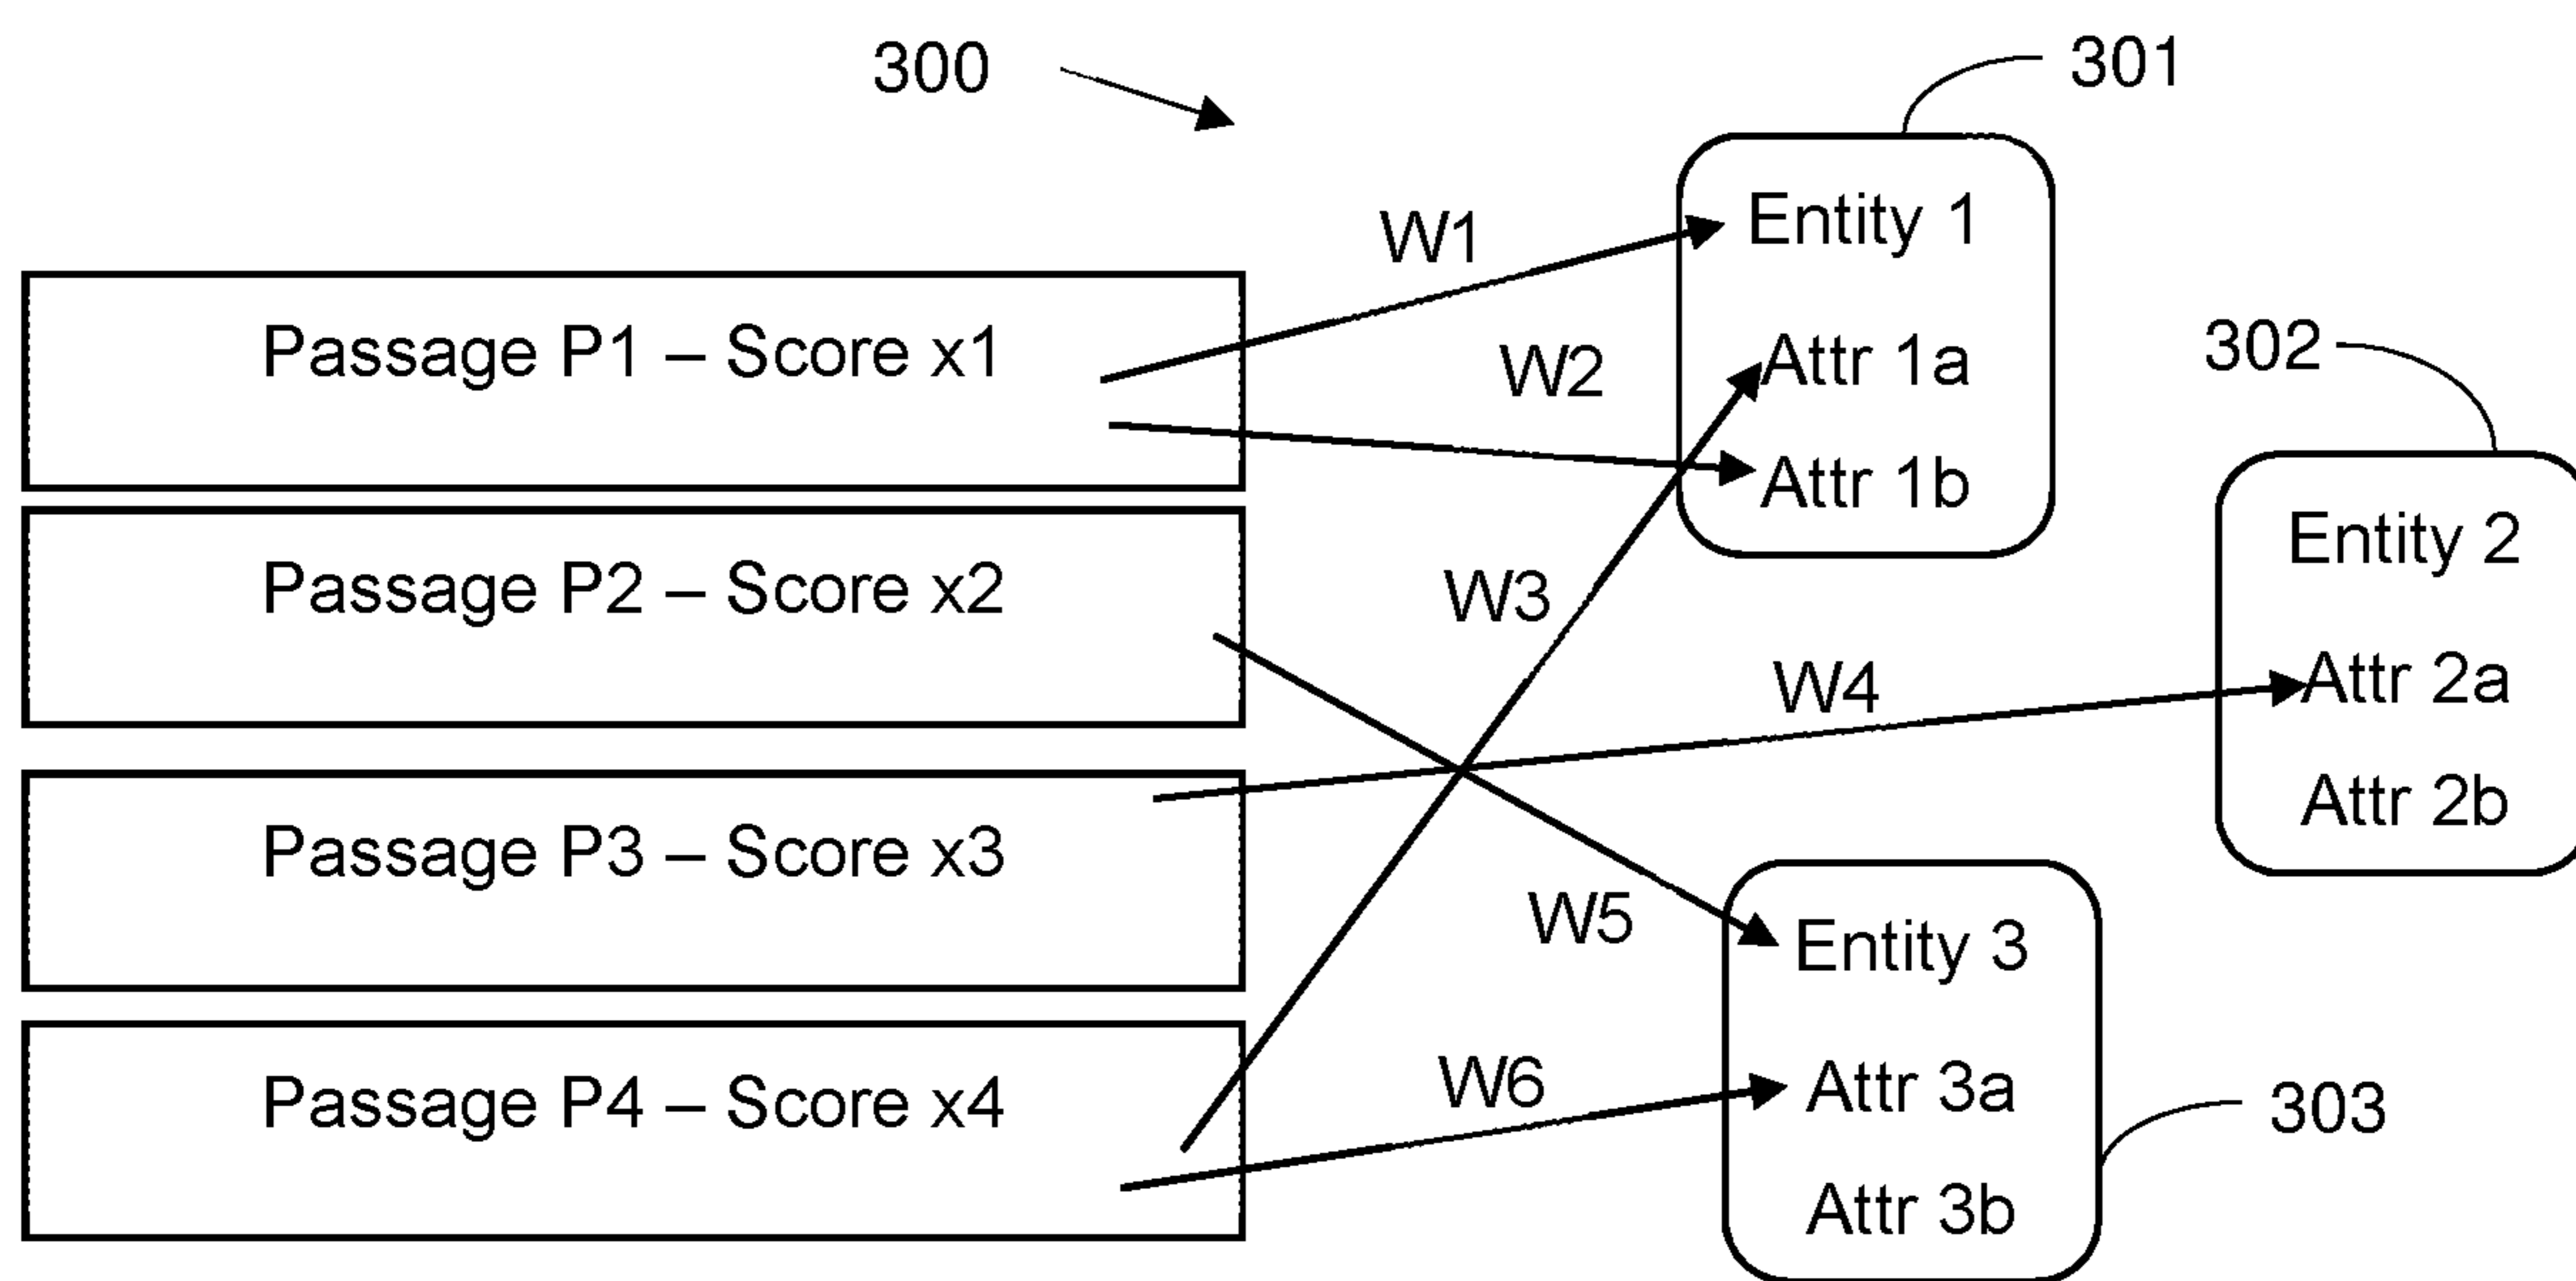 300
301
W1
Entity 1
Passage P1 – Score x1
W2
Attr 1a
302
Attr 1b
Passage P2 – Score x2
W3
Entity 2
W4
Attr 2a
Attr 2b
Passage P3 – Score x3
W5
Entity 3
Passage P4 – Score x4
W6
Attr 3a
303
Attr 3b